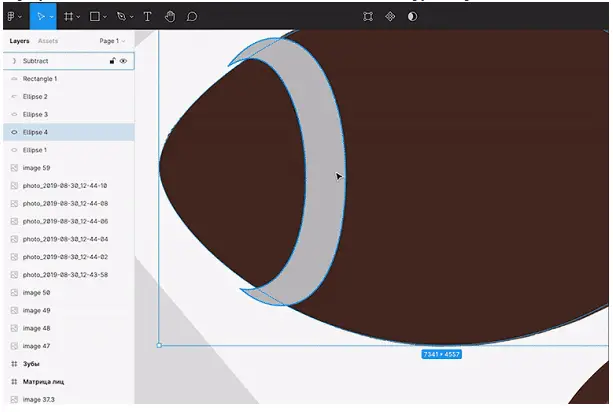 Layers Assets Page 1
Subtract
Rectangle 1
Ellipse 2
Ellipse 3
Ellipse 4
Ellipse 1
image 59
photo_2019-08-30_12-44-10
photo_2019-08-30_12-44-08
photo_2019-08-30_12-44-06
photo_2019-08-30_12-44-04
photo_2019-08-30_12-44-02
photo_2019-08-30_12-43-58
image 50
image 49
image 48
image 47
Зубы
Матрица лиц
image 37.3
7341 × 4557